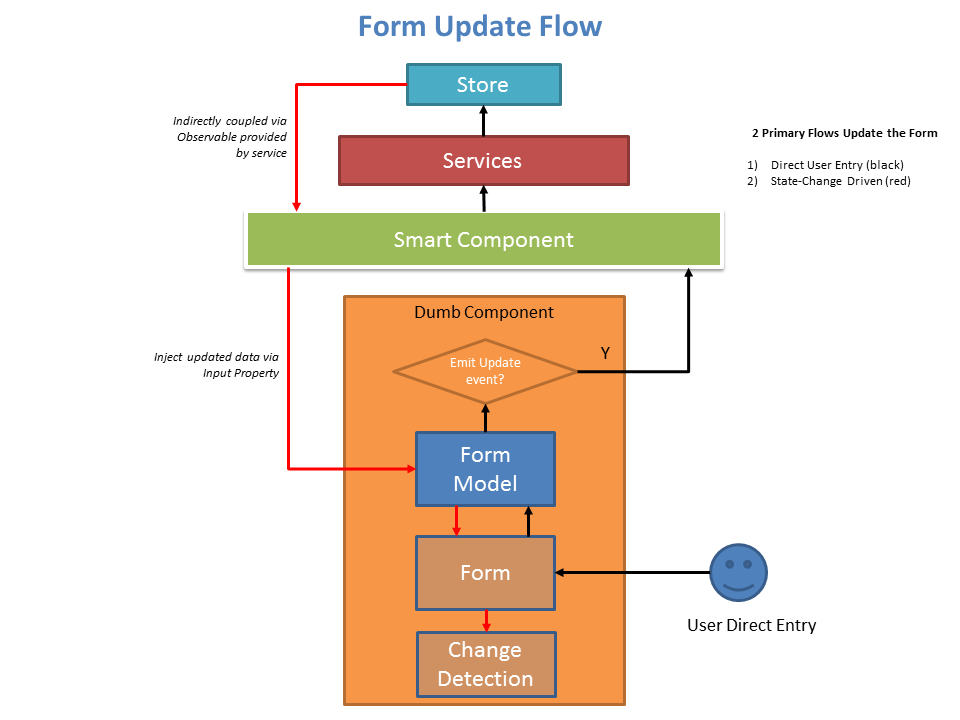 Form Update Flow
Store
Indirectly coupled via
Observable provided
by service
2 Primary Flows Update the Form
1) Direct User Entry (black)
2) State-Change Driven (red)
Services
Smart Component
Dumb Component
Emit Update
event?
Y
Inject updated data via
Input Property
Form
Model
Form
User Direct Entry
Change
Detection